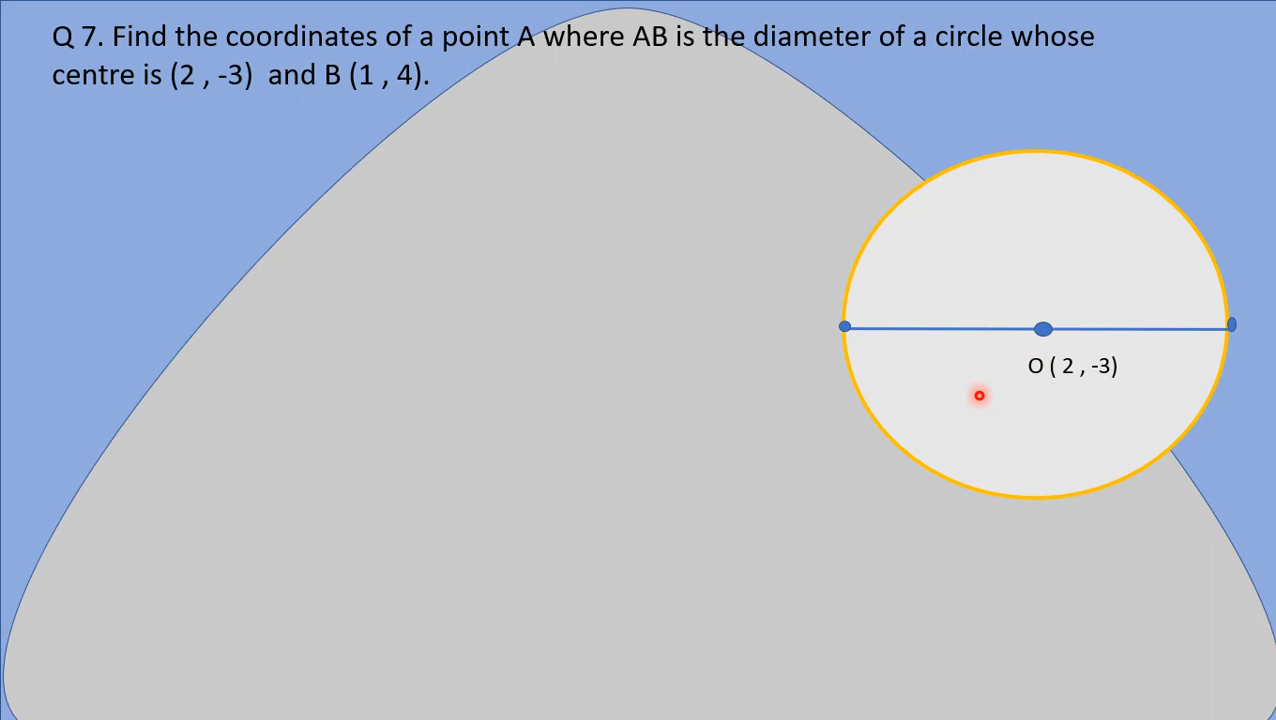 Q 7. Find the coordinates of a point A where AB is the diameter of a circle whose
centre is (2 , -3)  and B (1 , 4).
O ( 2 , -3)